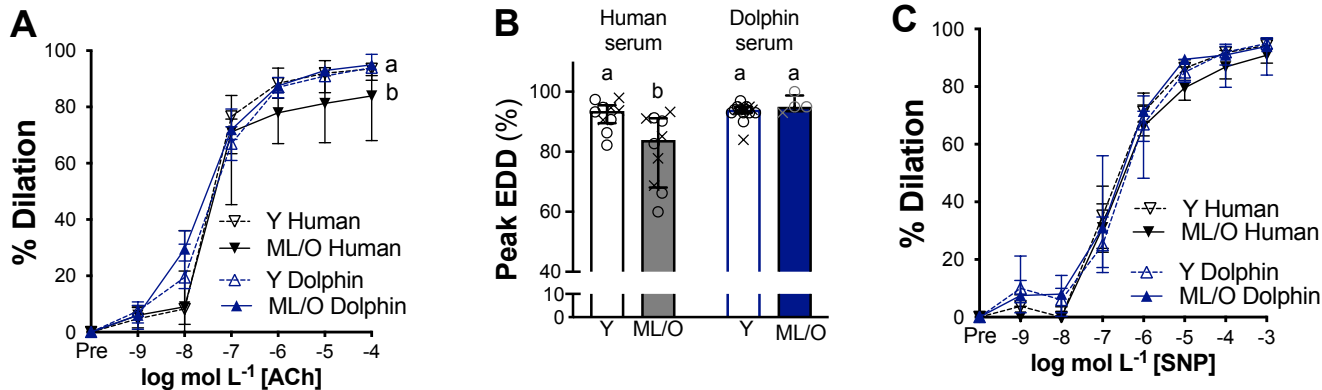 A
% Dilation
100
80
60
40
20
0
Pre
-9
-8
-7
-6
-5
-4
log mol L-1 [ACh]
a
b
Y Human
ML/O Human
Y Dolphin
ML/O Dolphin
B
Human serum
Dolphin serum
Peak EDD (%)
100
80
60
40
10
0
a
b
a
a
Y
ML/O
Y
ML/O
C
% Dilation
100
80
60
40
20
0
Pre
-9
-8
-7
-6
-5
-4
-3
log mol L-1 [SNP]
Y Human
ML/O Human
Y Dolphin
ML/O Dolphin